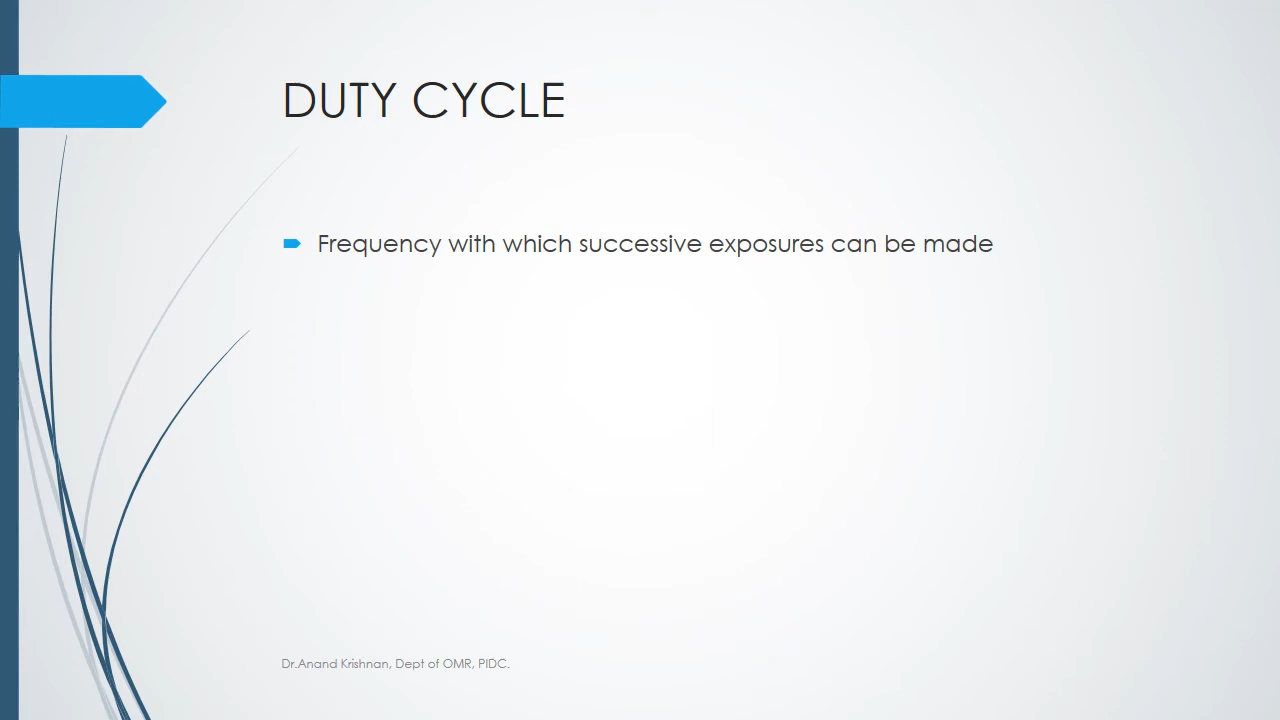 DUTY CYCLE
Frequency with which successive exposures can be made
Dr.Anand Krishnan, Dept of OMR, PIDC.